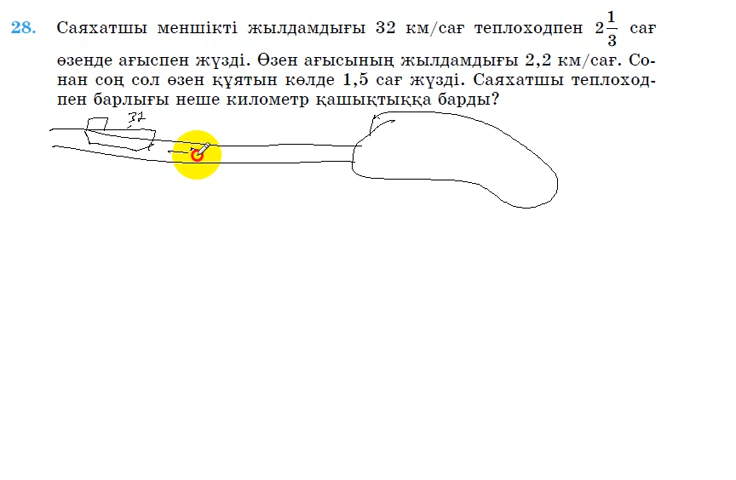 28. Саяхатшы меншікті жылдамдығы 32 км/сағ теплоходпен 2 1/3 сағ
өзенде ағыспен жүзді. Өзен ағысының жылдамдығы 2,2 км/сағ. Со-
нан соң сол өзен құятын көлде 1,5 сағ жүзді. Саяхатшы теплоход-
пен барлығы неше километр қашықтыққа барды?
32